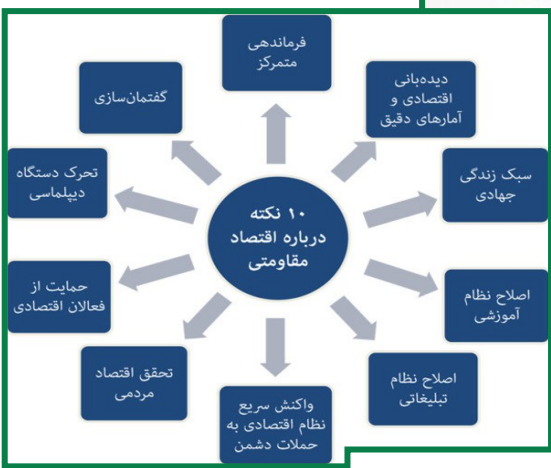 فرماندهی
متمرکز
دیده‌بانی
اقتصادی و
آمارهای دقیق
سبک زندگی
جهادی
اصلاح نظام
آموزشی
اصلاح نظام
تبلیغاتی
واکنش سریع
نظام اقتصادی به
حملات دشمن
تحقق اقتصاد
مردمی
حمایت از
فعالان اقتصادی
تحرک دستگاه
دیپلماسی
گفتمان‌سازی
۱۰ نکته
درباره اقتصاد
مقاومتی